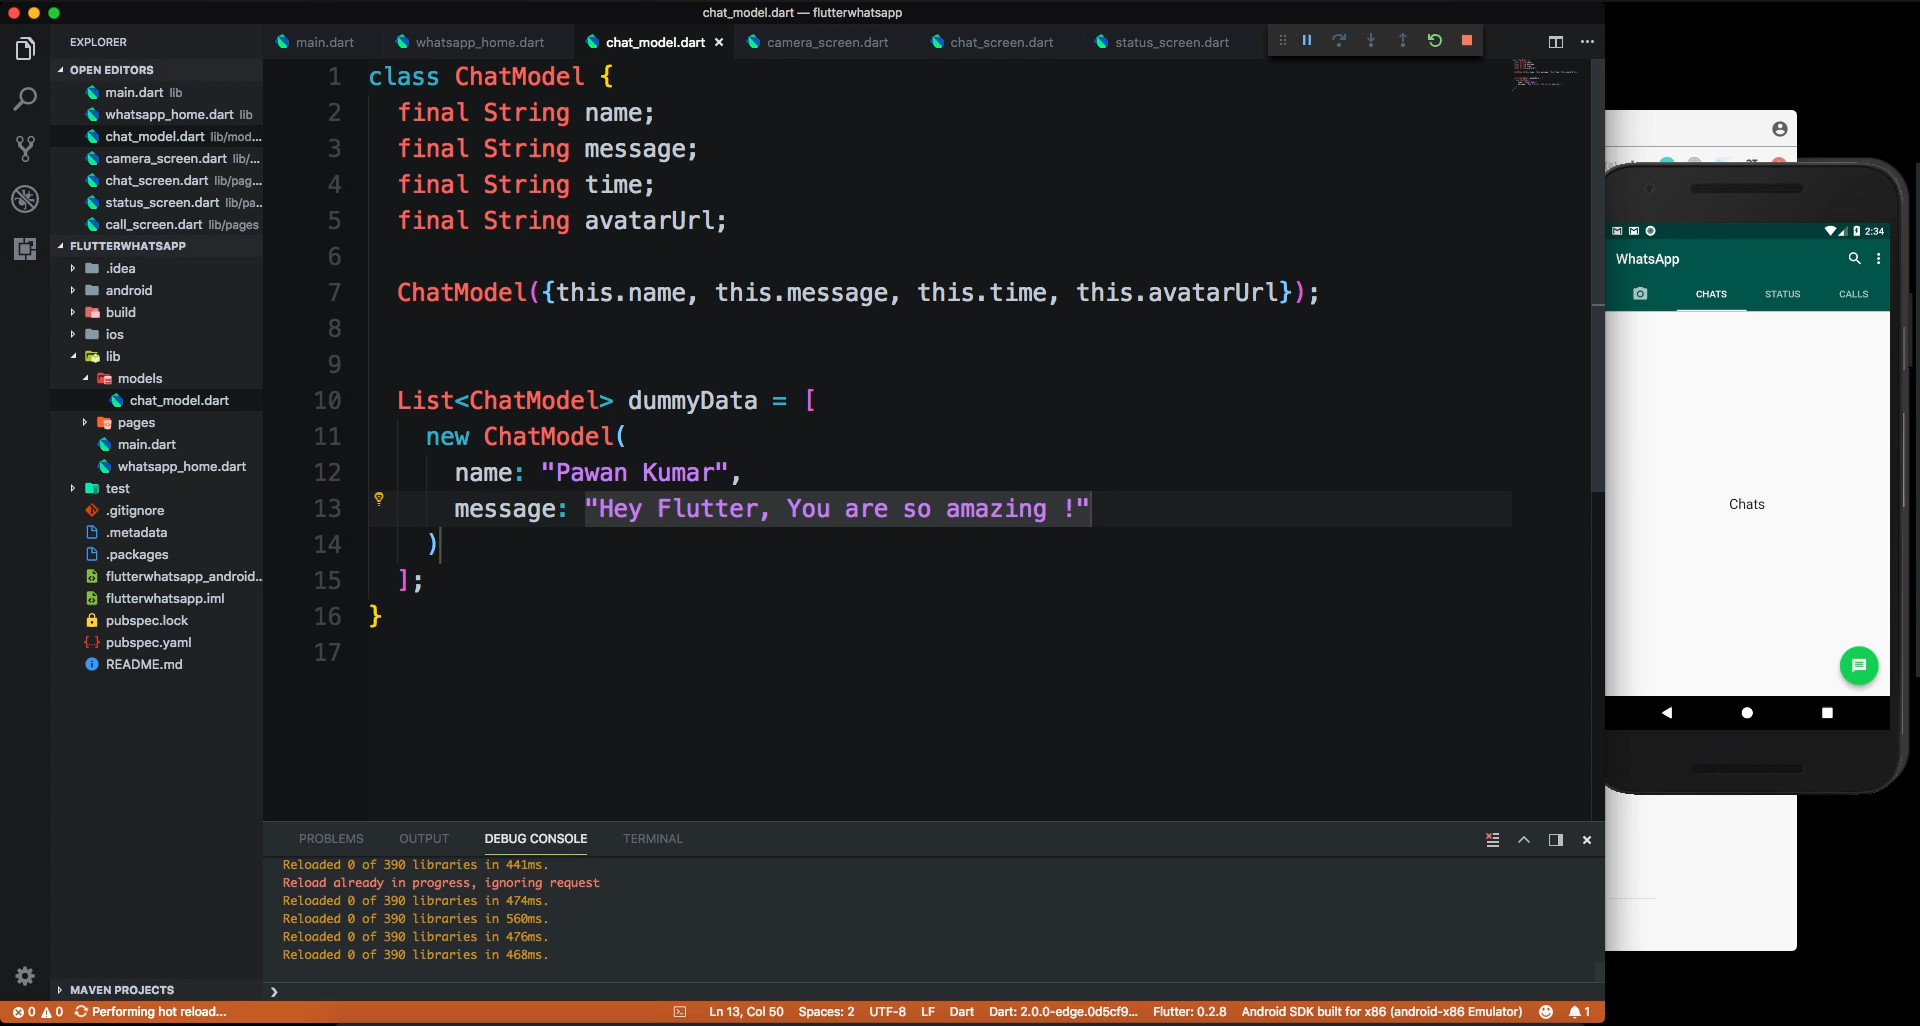 chat_model.dart — flutterwhatsapp
EXPLORER
OPEN EDITORS
main.dart lib
whatsapp_home.dart lib
chat_model.dart lib/mod...
camera_screen.dart lib/...
chat_screen.dart lib/pag...
status_screen.dart lib/pa...
call_screen.dart lib/pages
FLUTTERWHATSAPP
.idea
android
build
ios
lib
models
chat_model.dart
pages
main.dart
whatsapp_home.dart
test
.gitignore
.metadata
.packages
flutterwhatsapp_android...
flutterwhatsapp.iml
pubspec.lock
pubspec.yaml
README.md
MAVEN PROJECTS
main.dart whatsapp_home.dart chat_model.dart camera_screen.dart chat_screen.dart status_screen.dart
1 class ChatModel {
2 final String name;
3 final String message;
4 final String time;
5 final String avatarUrl;
6
7 ChatModel({this.name, this.message, this.time, this.avatarUrl});
8
9
10 List<ChatModel> dummyData = [
11 new ChatModel(
12 name: "Pawan Kumar",
13 message: "Hey Flutter, You are so amazing !"
14 )
15 ];
16 }
17
PROBLEMS OUTPUT DEBUG CONSOLE TERMINAL
Reloaded 0 of 390 libraries in 441ms.
Reload already in progress, ignoring request
Reloaded 0 of 390 libraries in 474ms.
Reloaded 0 of 390 libraries in 560ms.
Reloaded 0 of 390 libraries in 476ms.
Reloaded 0 of 390 libraries in 468ms.
0 0 Performing hot reload... Ln 13, Col 50 Spaces: 2 UTF-8 LF Dart Dart: 2.0.0-edge.0d5cf9... Flutter: 0.2.8 Android SDK built for x86 (android-x86 Emulator) 1
2:34
WhatsApp
CHATS STATUS CALLS
Chats